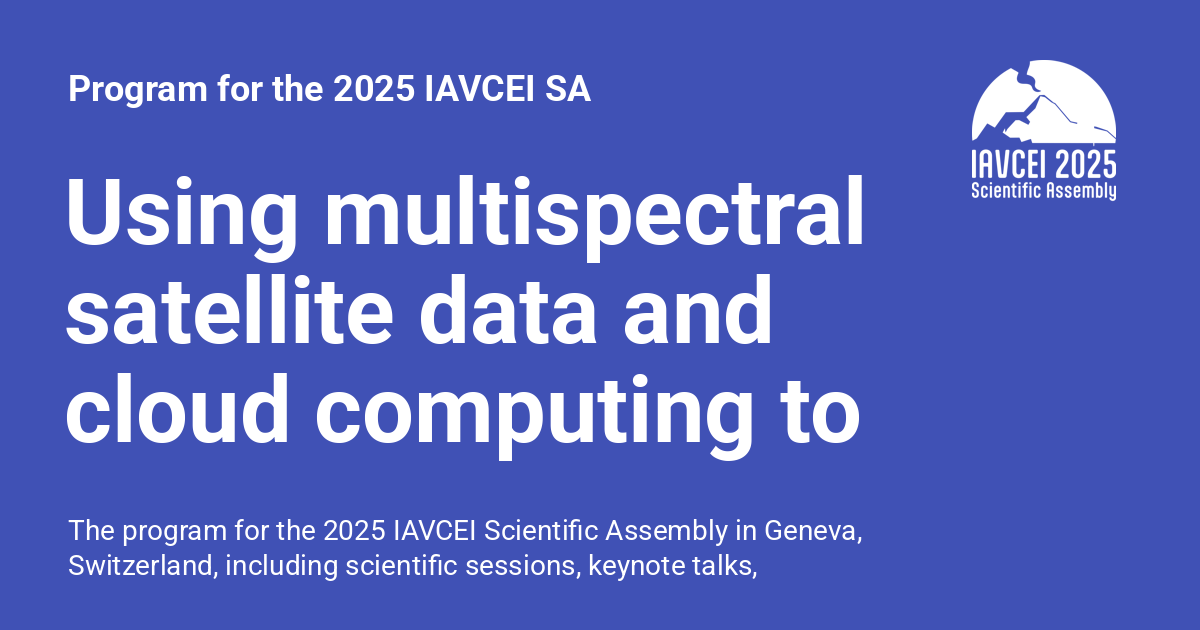 Program for the 2025 IAVCEI SA
IAVCEI 2025
Scientific Assembly
Using multispectral
satellite data and
cloud computing to
The program for the 2025 IAVCEI Scientific Assembly in Geneva,
Switzerland, including scientific sessions, keynote talks,